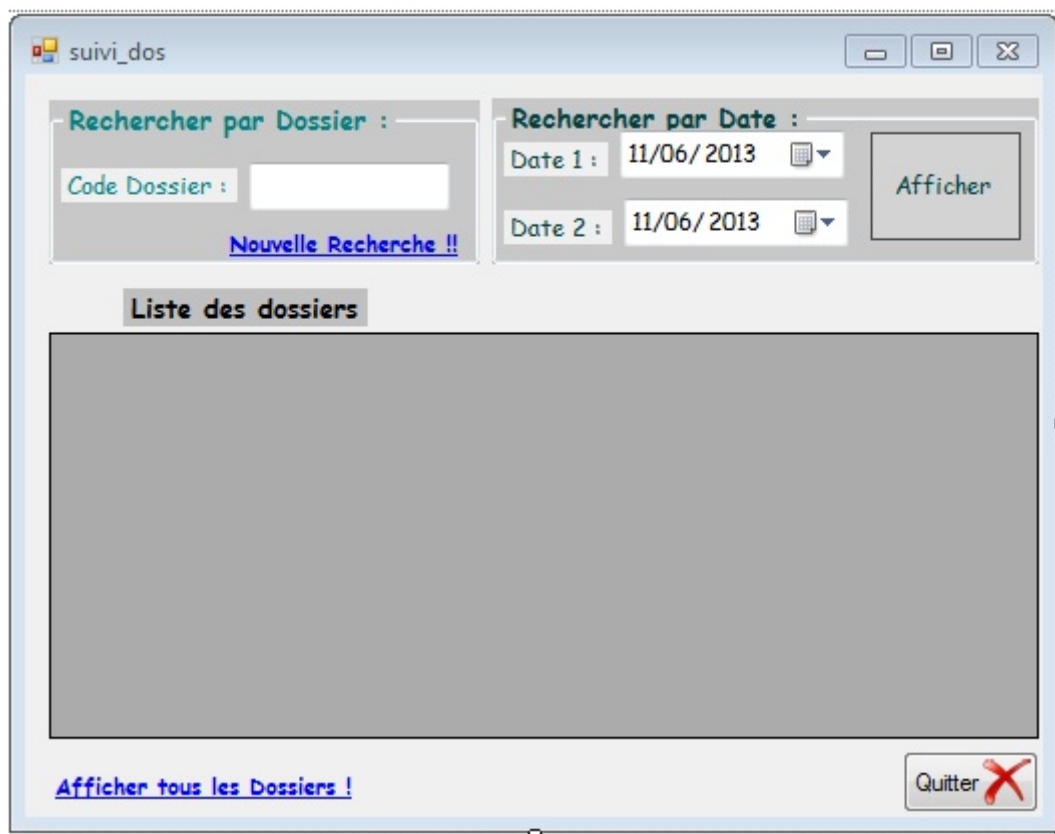 suivi_dos
Rechercher par Dossier :
Code Dossier :
Nouvelle Recherche !!
Rechercher par Date :
Date 1 : 11/06/ 2013
Date 2 : 11/06/ 2013
Afficher
Liste des dossiers
Afficher tous les Dossiers !
Quitter